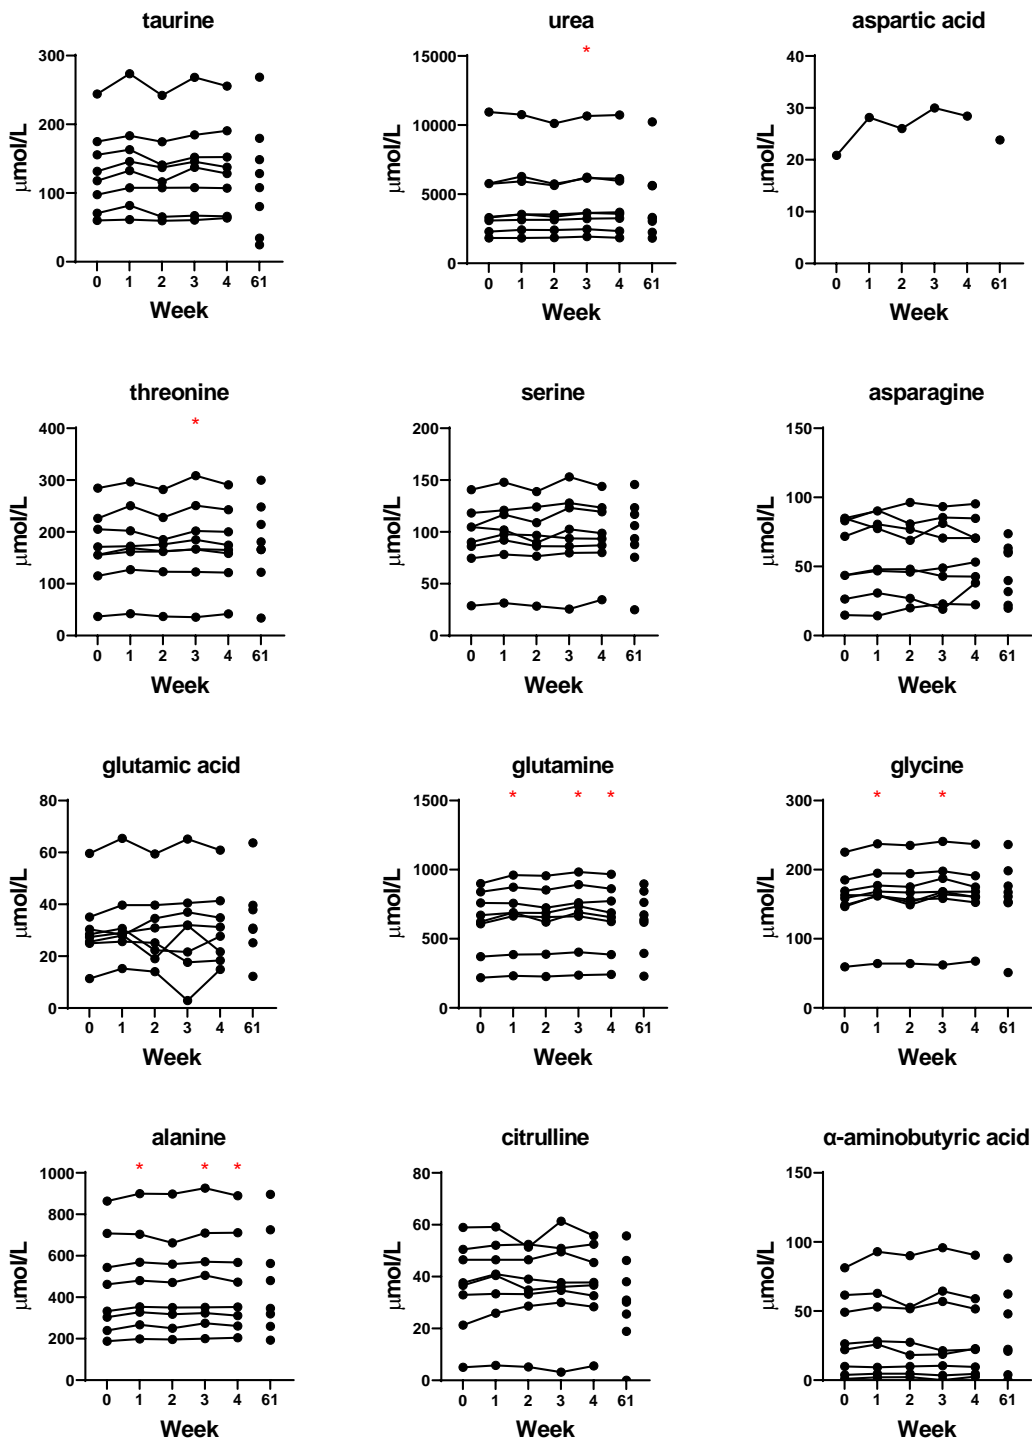 taurine
urea
aspartic acid
300
200
100
0
μmol/L
0 1 2 3 4 61
Week
*
15000
10000
5000
0
μmol/L
0 1 2 3 4 61
Week
40
30
20
10
0
μmol/L
0 1 2 3 4 61
Week
threonine
serine
asparagine
*
400
300
200
100
0
μmol/L
0 1 2 3 4 61
Week
200
150
100
50
0
μmol/L
0 1 2 3 4 61
Week
150
100
50
0
μmol/L
0 1 2 3 4 61
Week
glutamic acid
glutamine
glycine
80
60
40
20
0
μmol/L
0 1 2 3 4 61
Week
* * *
1500
1000
500
0
μmol/L
0 1 2 3 4 61
Week
* *
300
200
100
0
μmol/L
0 1 2 3 4 61
Week
alanine
citrulline
α-aminobutyric acid
* * *
1000
800
600
400
200
0
μmol/L
0 1 2 3 4 61
Week
80
60
40
20
0
μmol/L
0 1 2 3 4 61
Week
150
100
50
0
μmol/L
0 1 2 3 4 61
Week